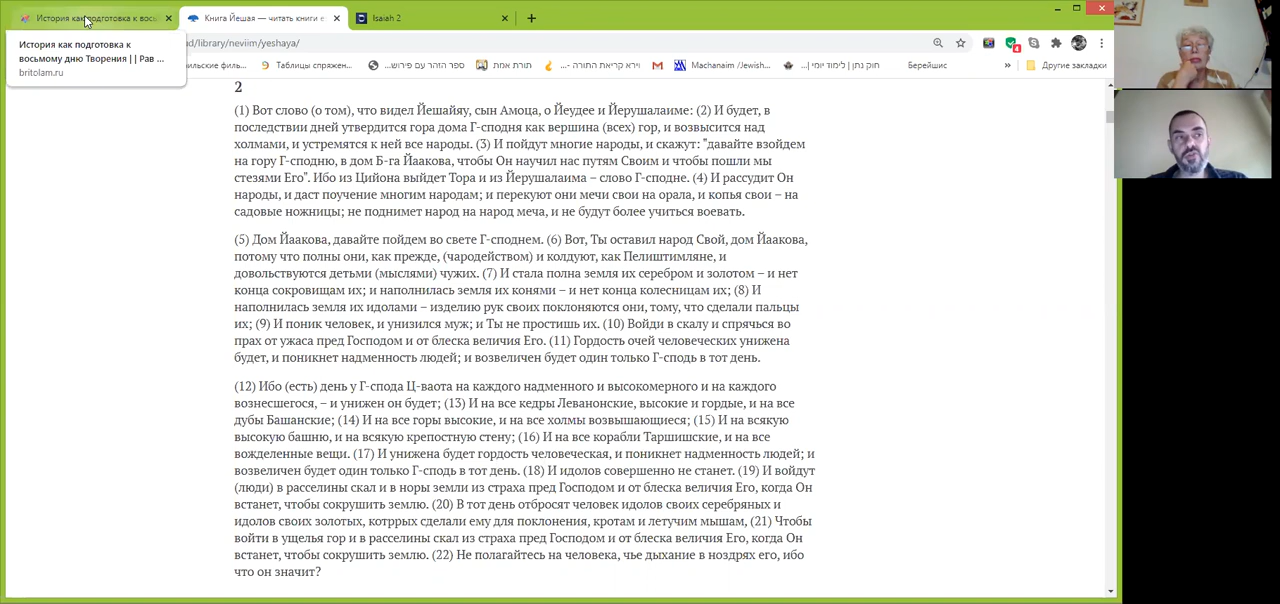 История как подготовка к вось
Книга Йешая — читать книги е
Isaiah 2
История как подготовка к
восьмому дню Творения | | Рав ...
britolam.ru
ad/library/neviim/yeshaya/
4
сильские филь...
Таблицы спряжен...
ספר הזהר עם פירוש...
תורת אמת
וירא קריאת התורה -...
Machanaim /Jewish...
חוק נתן | לימוד יומי |...
Берейшис
»
Другие закладки
2
(1) Вот слово (о том), что видел Йешайяу, сын Амоца, о Йеудее и Йерушалаиме: (2) И будет, в
последствии дней утвердится гора дома Г-сподня как вершина (всех) гор, и возвысится над
холмами, и устремятся к ней все народы. (3) И пойдут многие народы, и скажут: "давайте взойдем
на гору Г-сподню, в дом Б-га Йаакова, чтобы Он научил нас путям Своим и чтобы пошли мы
стезями Его". Ибо из Цийона выйдет Тора и из Йерушалаима – слово Г-сподне. (4) И рассудит Он
народы, и даст поучение многим народам; и перекуют они мечи свои на орала, и копья свои – на
садовые ножницы; не поднимет народ на народ меча, и не будут более учиться воевать.
(5) Дом Йаакова, давайте пойдем во свете Г-споднем. (6) Вот, Ты оставил народ Свой, дом Йаакова,
потому что полны они, как прежде, (чародейством) и колдуют, как Пелиштимляне, и
довольствуются детьми (мыслями) чужих. (7) И стала полна земля их серебром и золотом – и нет
конца сокровищам их; и наполнилась земля их конями – и нет конца колесницам их; (8) И
наполнилась земля их идолами – изделию рук своих поклоняются они, тому, что сделали пальцы
их; (9) И поник человек, и унизился муж; и Ты не простишь их. (10) Войди в скалу и спрячься во
прах от ужаса пред Господом и от блеска величия Его. (11) Гордость очей человеческих унижена
будет, и поникнет надменность людей; и возвеличен будет один только Г-сподь в тот день.
(12) Ибо (есть) день у Г-спода Ц-ваота на каждого надменного и высокомерного и на каждого
вознесшегося, – и унижен он будет; (13) И на все кедры Леванонские, высокие и гордые, и на все
дубы Башанские; (14) И на все горы высокие, и на все холмы возвышающиеся; (15) И на всякую
высокую башню, и на всякую крепостную стену; (16) И на все корабли Таршишские, и на все
вожделенные вещи. (17) И унижена будет гордость человеческая, и поникнет надменность людей; и
возвеличен будет один только Г-сподь в тот день. (18) И идолов совершенно не станет. (19) И войдут
(люди) в расселины скал и в норы земли из страха пред Господом и от блеска величия Его, когда Он
встанет, чтобы сокрушить землю. (20) В тот день отбросят человек идолов своих серебряных и
идолов своих золотых, котррых сделали ему для поклонения, кротам и летучим мышам, (21) Чтобы
войти в ущелья гор и в расселины скал из страха пред Господом и от блеска величия Его, когда Он
встанет, чтобы сокрушить землю. (22) Не полагайтесь на человека, чье дыхание в ноздрях его, ибо
что он значит?